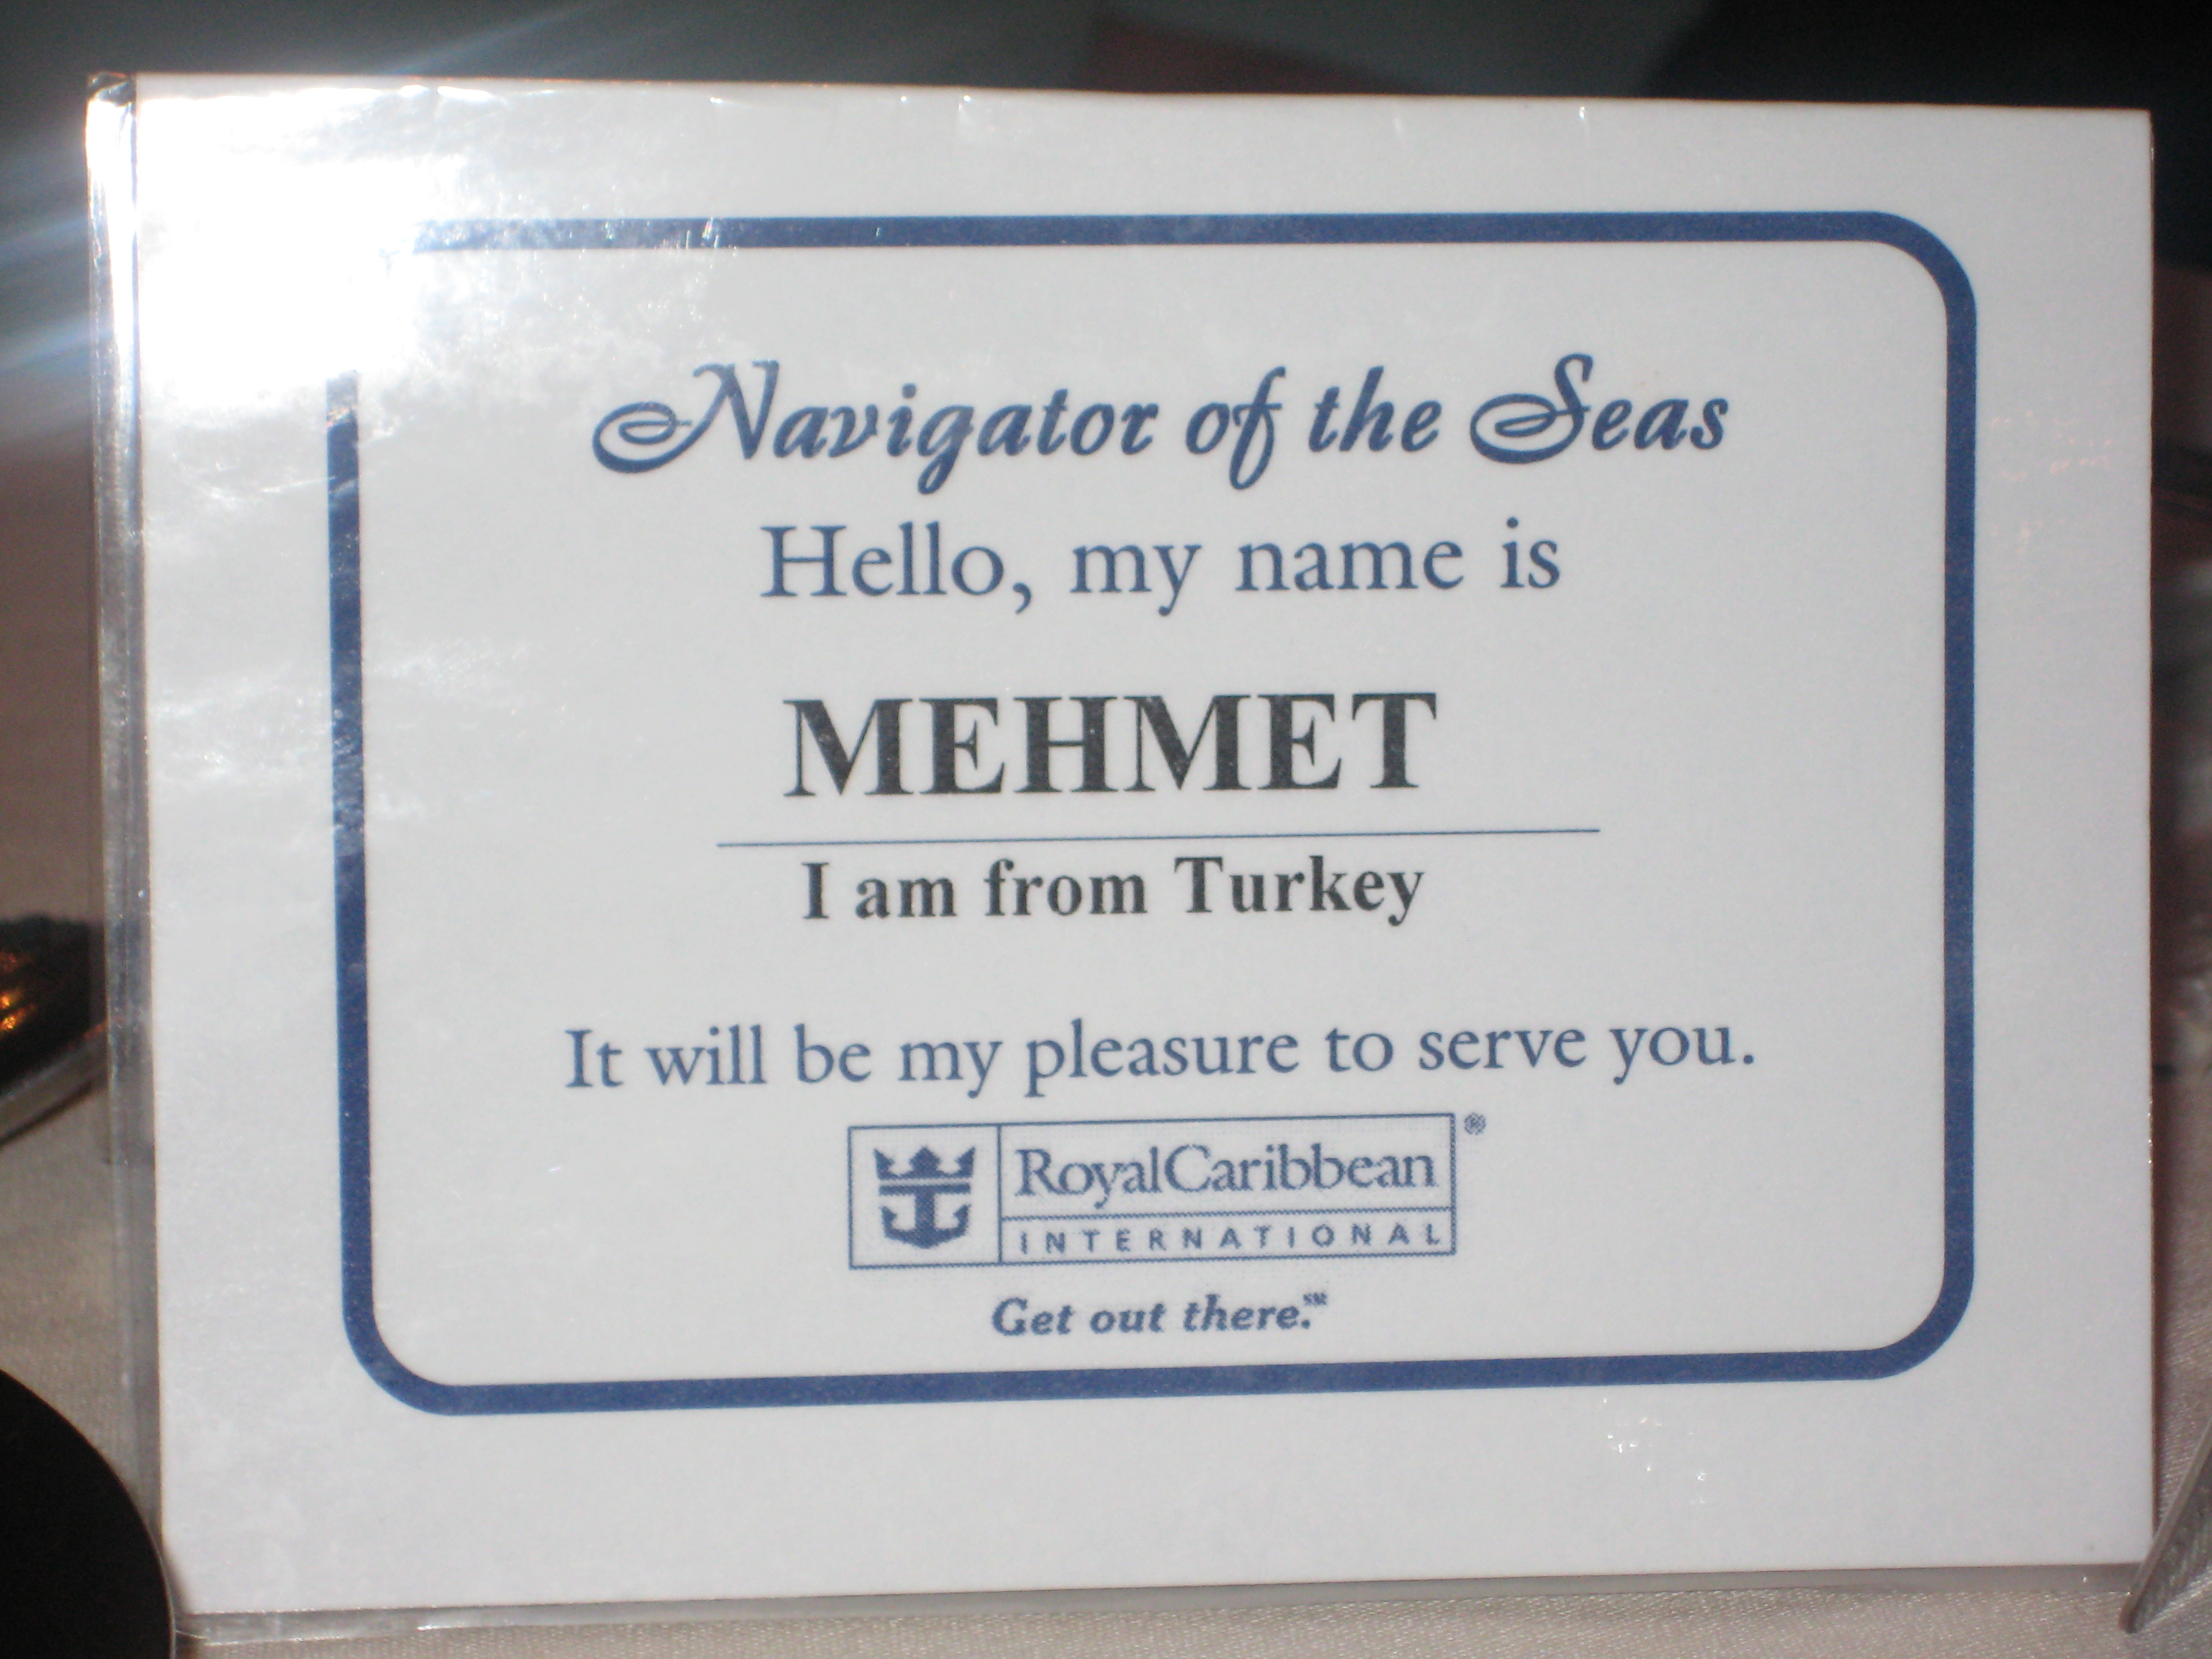 Navigator of the Seas
Hello, my name is
MEHMET
I am from Turkey
It will be my pleasure to serve you.
RoyalCaribbean®
INTERNATIONAL
Get out there.℠